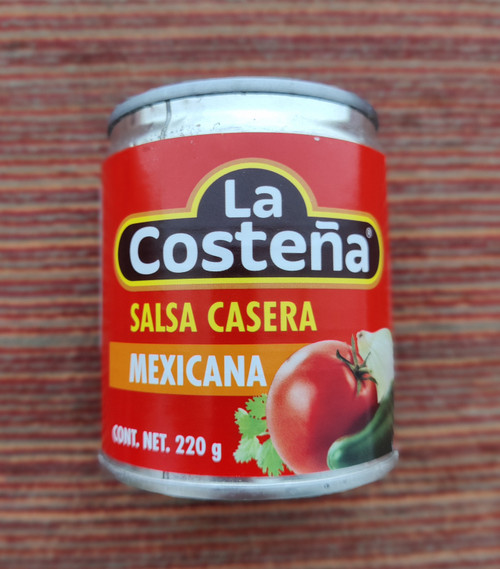 La
Costeña®
SALSA CASERA
MEXICANA
CONT. NET. 220 g